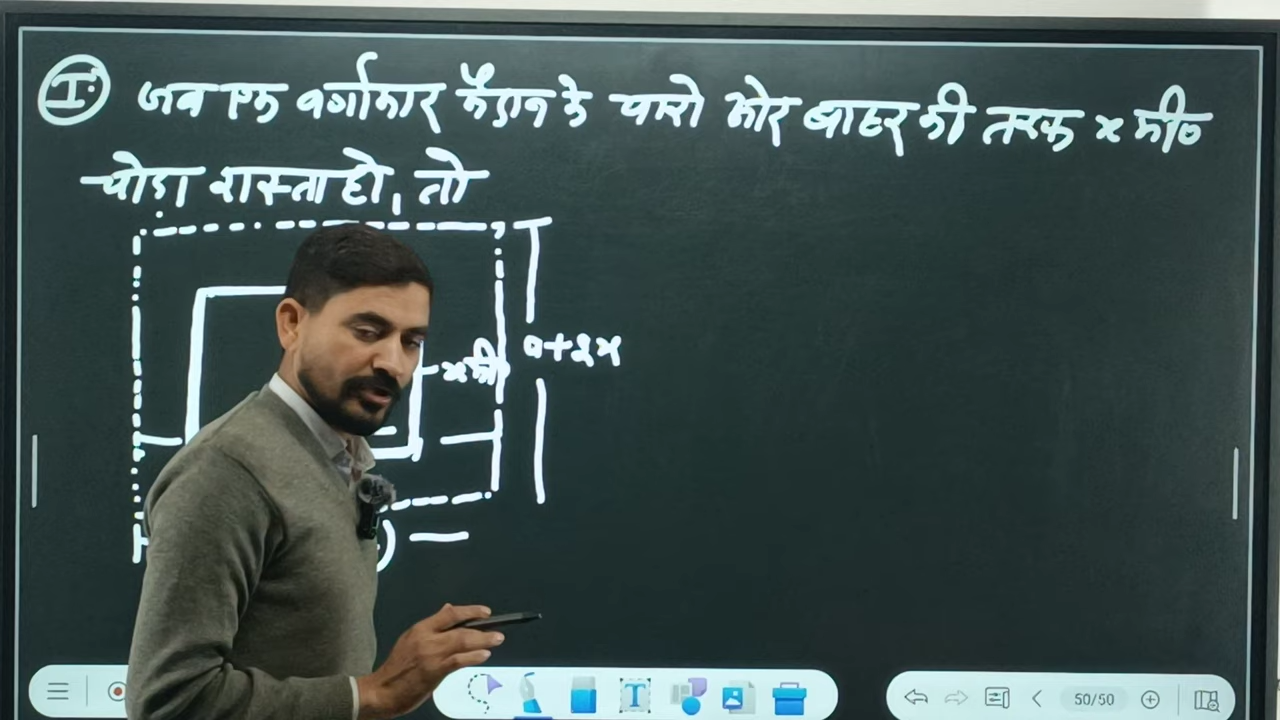 I.
जब एक वर्गाकार मैदान के चारो ओर बाहर की तरफ x मी०
चौड़ा रास्ता हो, तो
a+2x
x मी
T
50/50